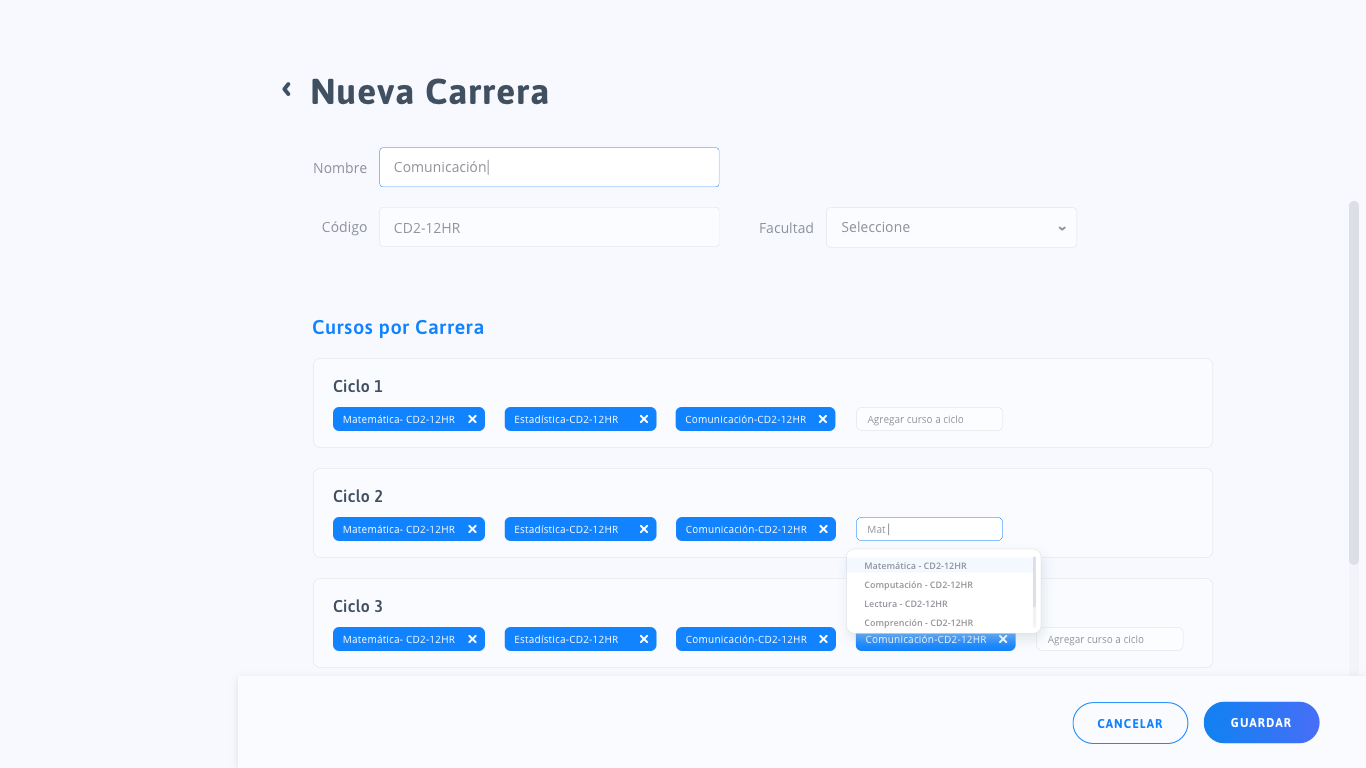 Nueva Carrera
Nombre Comunicación
Código CD2-12HR Facultad Seleccione
Cursos por Carrera
Ciclo 1
Matemática- CD2-12HR Estadística-CD2-12HR Comunicación-CD2-12HR Agregar curso a ciclo
Ciclo 2
Matemática- CD2-12HR Estadística-CD2-12HR Comunicación-CD2-12HR Mat
Matemática - CD2-12HR
Computación - CD2-12HR
Lectura - CD2-12HR
Comprención - CD2-12HR
Ciclo 3
Matemática- CD2-12HR Estadística-CD2-12HR Comunicación-CD2-12HR Comunicación-CD2-12HR Agregar curso a ciclo
CANCELAR GUARDAR